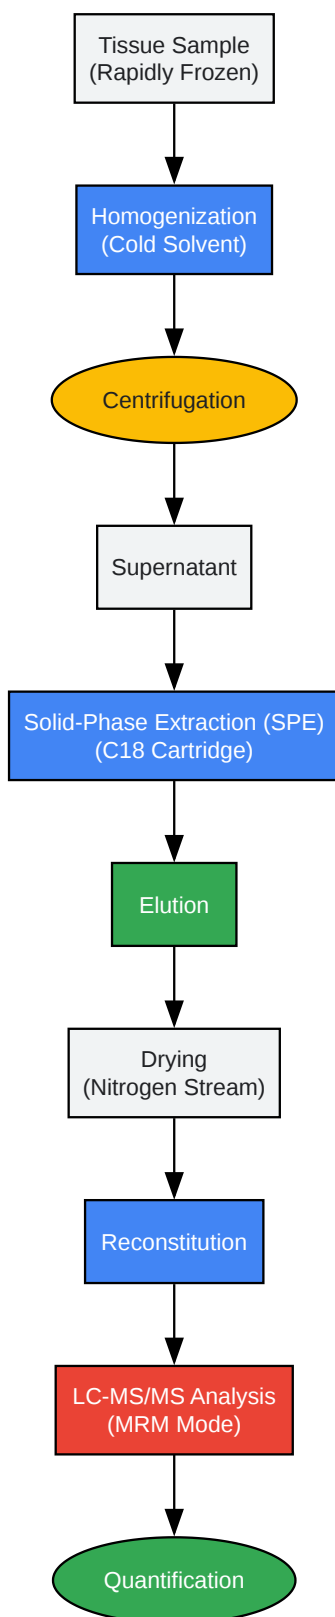 Tissue Sample
(Rapidly Frozen)
Homogenization
(Cold Solvent)
Centrifugation
Supernatant
Solid-Phase Extraction (SPE)
(C18 Cartridge)
Elution
Drying
(Nitrogen Stream)
Reconstitution
LC-MS/MS Analysis
(MRM Mode)
Quantification